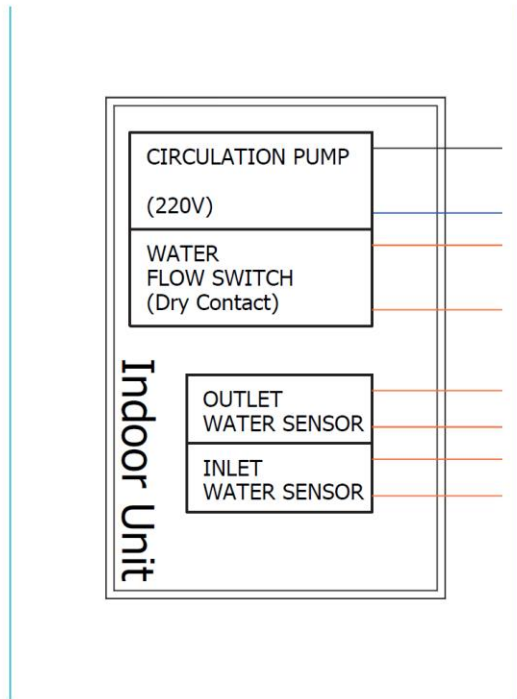 CIRCULATION PUMP
(220V)
WATER
FLOW SWITCH
(Dry Contact)
Indoor Unit
OUTLET
WATER SENSOR
INLET
WATER SENSOR